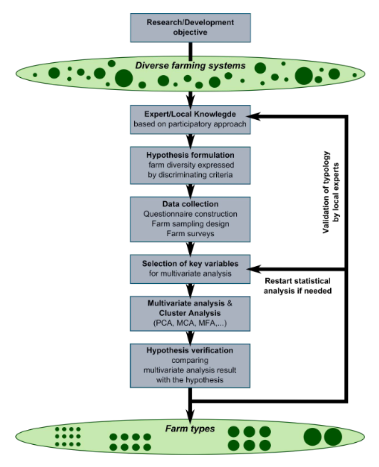 Research/Development
objective
Diverse farming systems
Expert/Local Knowlegde
based on participatory approach
Hypothesis formulation
farm diversity expressed
by discriminating criteria
Data collection
Questionnaire construction
Farm sampling design
Farm surveys
Validation of typology
by local experts
Selection of key variables
for multivariate analysis
Restart statistical
analysis if needed
Multivariate analysis &
Cluster Analysis
(PCA, MCA, MFA,...)
Hypothesis verification
comparing
multivariate analysis result
with the hypothesis
Farm types